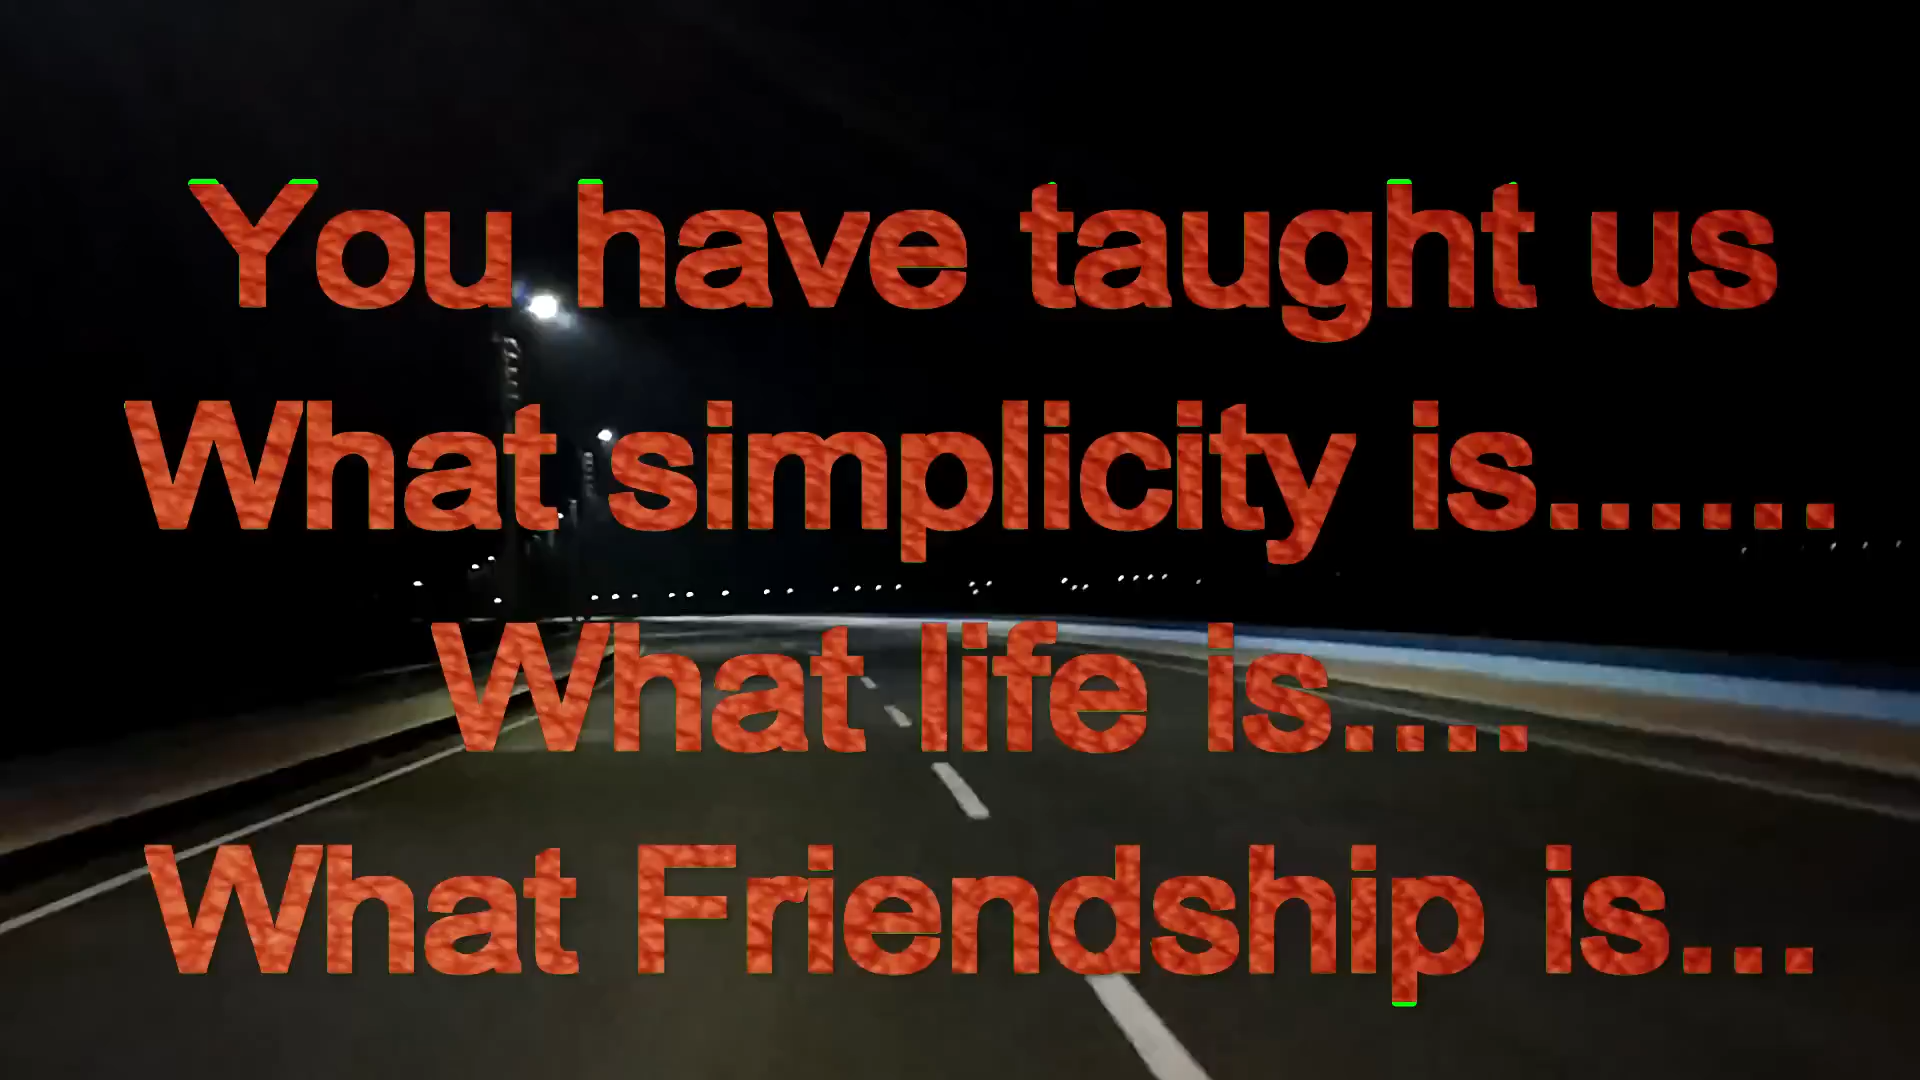 You have taught us
What simplicity is......
What life is....
What Friendship is...